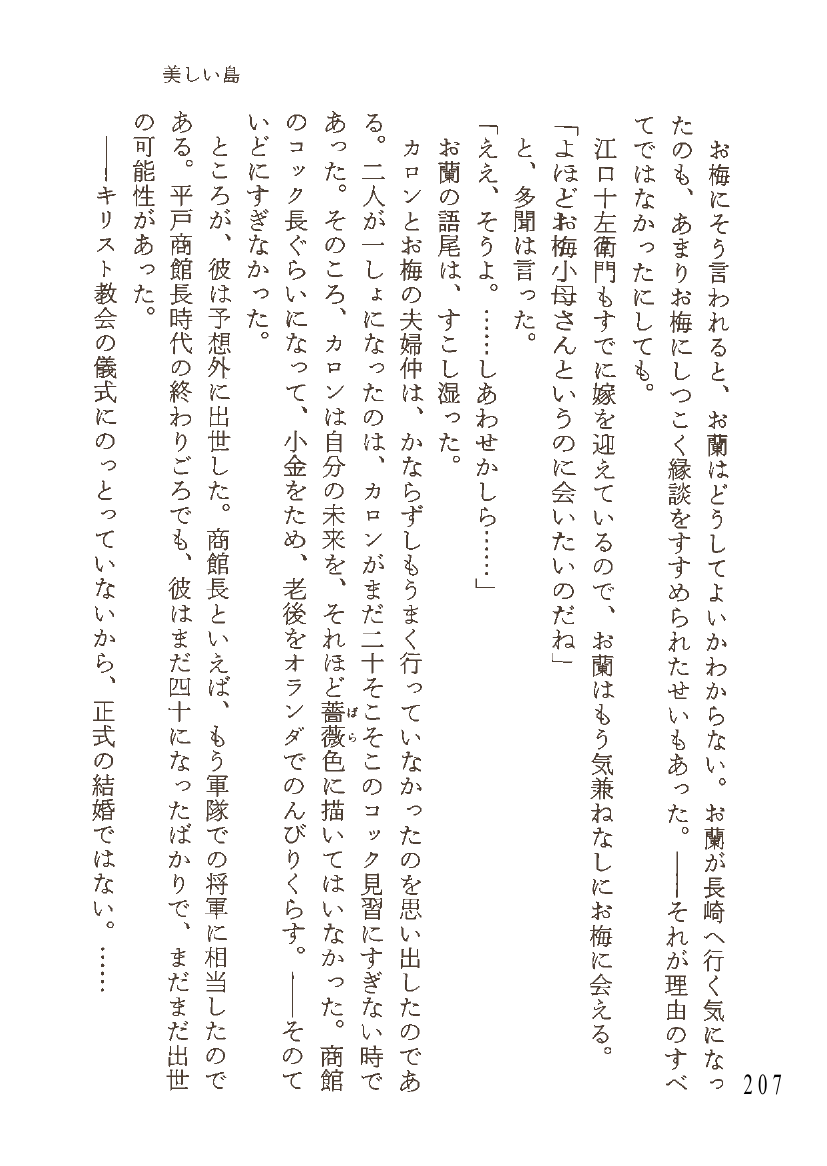 美しい島
　お梅にそう言われると、お蘭はどうしてよいかわからない。お蘭が長崎へ行く気になっ
たのも、あまりお梅にしつこく縁談をすすめられたせいもあった。――それが理由のすべ
てではなかったにしても。
　江口十左衛門もすでに嫁を迎えているので、お蘭はもう気兼ねなしにお梅に会える。
「よほどお梅小母さんというのに会いたいのだね」
　と、多聞は言った。
「ええ、そうよ。……しあわせかしら……」
　お蘭の語尾は、すこし湿った。
　カロンとお梅の夫婦仲は、かならずしもうまく行っていなかったのを思い出したのであ
る。二人が一しょになったのは、カロンがまだ二十そこそこのコック見習にすぎない時で
あった。そのころ、カロンは自分の未来を、それほど薔薇色に描いてはいなかった。商館
ばら
のコック長ぐらいになって、小金をため、老後をオランダでのんびりくらす。――そのて
いどにすぎなかった。
　ところが、彼は予想外に出世した。商館長といえば、もう軍隊での将軍に相当したので
ある。平戸商館長時代の終わりごろでも、彼はまだ四十になったばかりで、まだまだ出世
の可能性があった。
　――キリスト教会の儀式にのっとっていないから、正式の結婚ではない。……
207